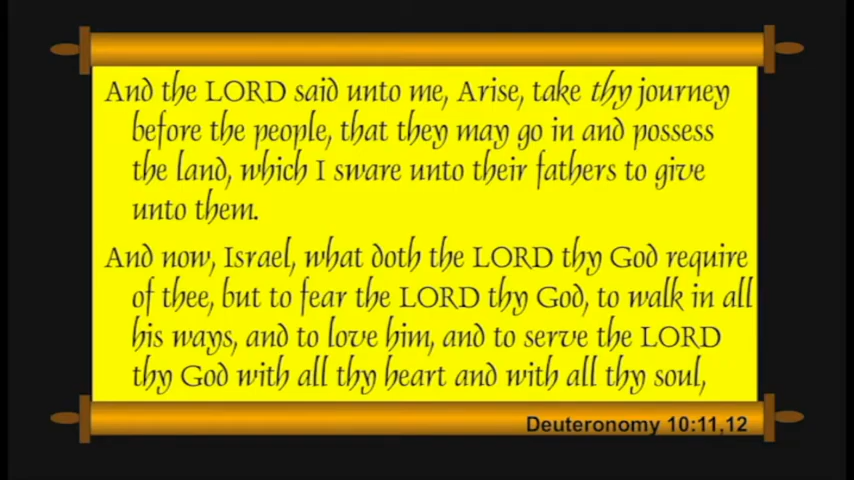 And the LORD said unto me, Arise, take thy journey
before the people, that they may go in and possess
the land, which I sware unto their fathers to give
unto them.
And now, Israel, what doth the LORD thy God require
of thee, but to fear the LORD thy God, to walk in all
his ways, and to love him, and to serve the LORD
thy God with all thy heart and with all thy soul,
Deuteronomy 10:11,12